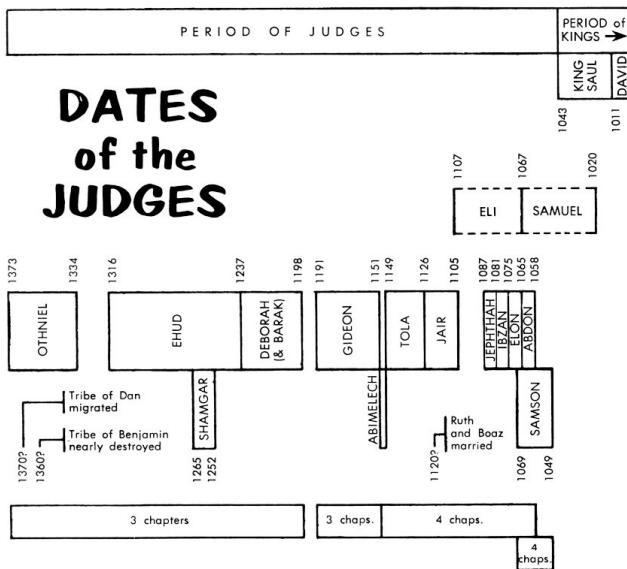 PERIOD OF JUDGES
PERIOD of
KINGS →
KING
SAUL
DAVID
1043
1011
DATES
of the
JUDGES
1107
1067
1020
ELI
SAMUEL
1373
1334
1316
1237
1198
1191
1151
1149
1126
1105
1087
1081
1075
1065
1058
OTHNIEL
EHUD
DEBORAH
(& BARAK)
GIDEON
TOLA
JAIR
JEPHTHAH
IBZAN
ELON
ABDON
SHAMGAR
ABIMELECH
SAMSON
Tribe of Dan
migrated
Tribe of Benjamin
nearly destroyed
Ruth
and Boaz
married
1370?
1360?
1265
1252
1120?
1069
1049
3 chapters
3 chaps.
4 chaps.
4
chaps.